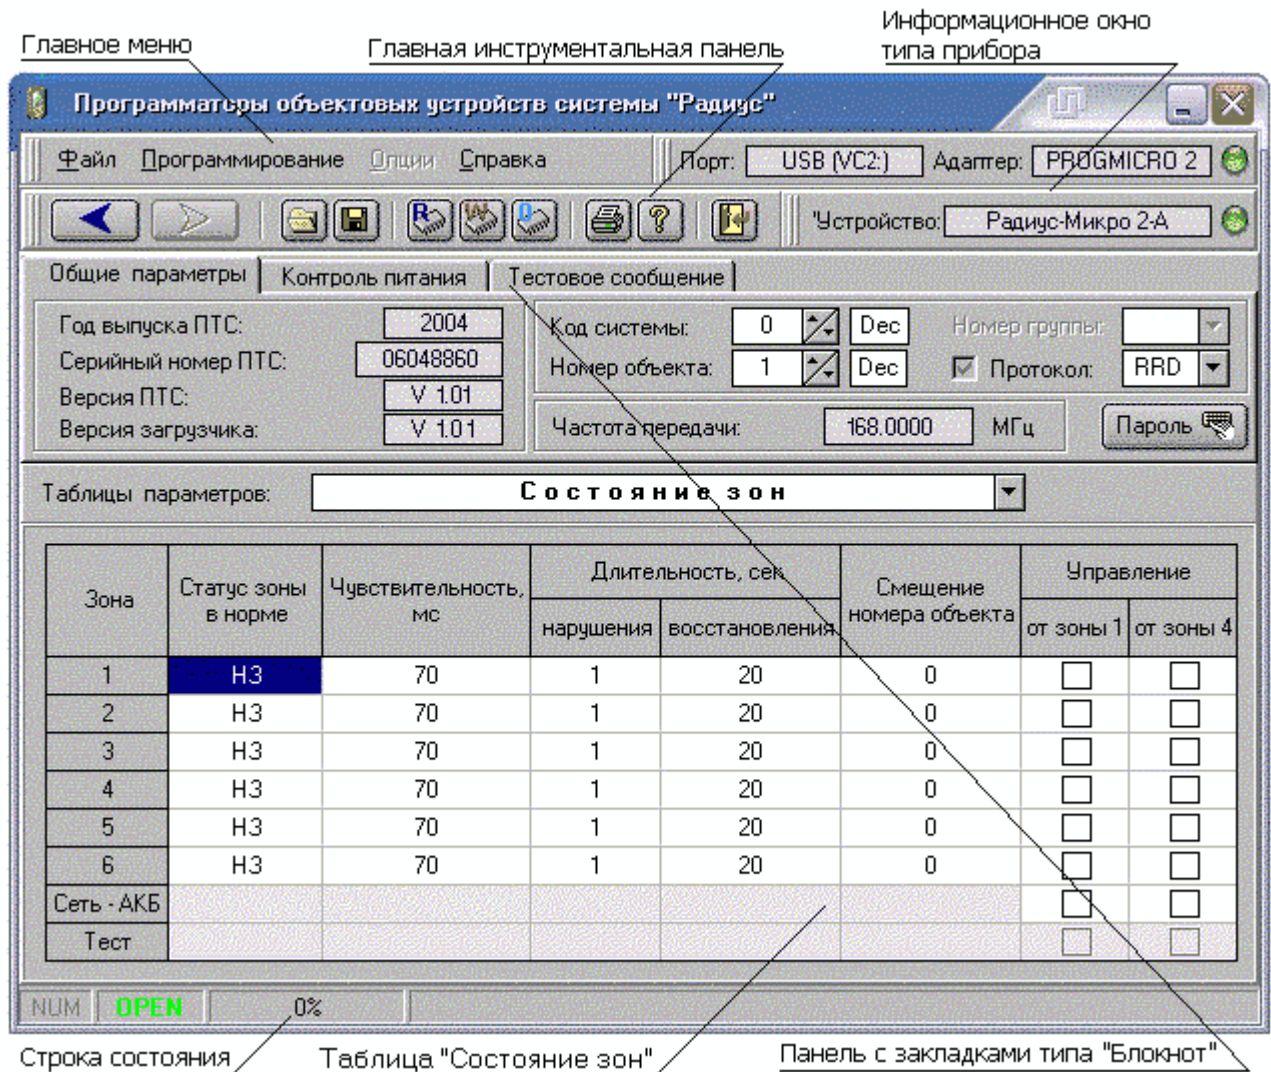 Главное меню
Главная инструментальная панель
Информационное окно
типа прибора
Программаторы объектовых устройств системы "Радиус"
Файл Программирование Опции Справка Порт: USB (VC2:) Адаптер: PROGMICRO 2
R W D ? Устройство: Радиус-Микро 2-А
Общие параметры Контроль питания Тестовое сообщение
Год выпуска ПТС: 2004 Код системы: 0 Dec Номер группы:
Серийный номер ПТС: 06048860 Номер объекта: 1 Dec Протокол: RRD
Версия ПТС: V 1.01
Версия загрузчика: V 1.01 Частота передачи: 168.0000 МГц Пароль
Таблицы параметров: Состояние зон
Зона Статус зоны в норме Чувствительность, мс Длительность, сек Смещение номера объекта Управление
нарушения восстановления от зоны 1 от зоны 4
1 НЗ 70 1 20 0
2 НЗ 70 1 20 0
3 НЗ 70 1 20 0
4 НЗ 70 1 20 0
5 НЗ 70 1 20 0
6 НЗ 70 1 20 0
Сеть - АКБ
Тест
NUM OPEN 0%
Строка состояния
Таблица "Состояние зон"
Панель с закладками типа "Блокнот"